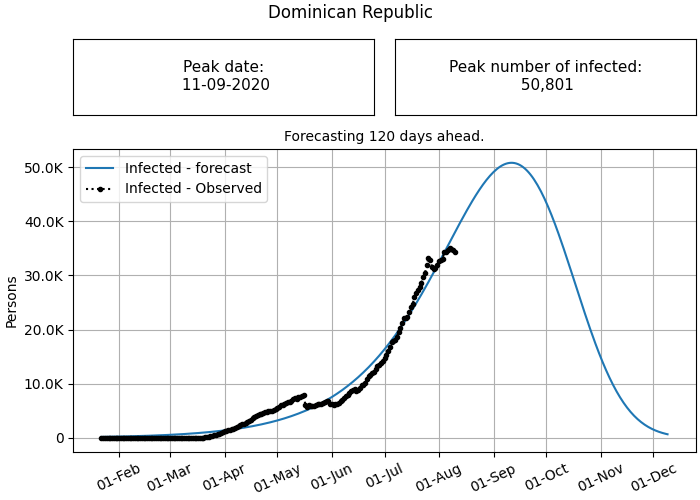 Dominican Republic
Peak date:
11-09-2020
Peak number of infected:
50,801
Forecasting 120 days ahead.
Infected - forecast
Infected - Observed
50.0K
40.0K
30.0K
20.0K
10.0K
0
Persons
01-Feb
01-Mar
01-Apr
01-May
01-Jun
01-Jul
01-Aug
01-Sep
01-Oct
01-Nov
01-Dec